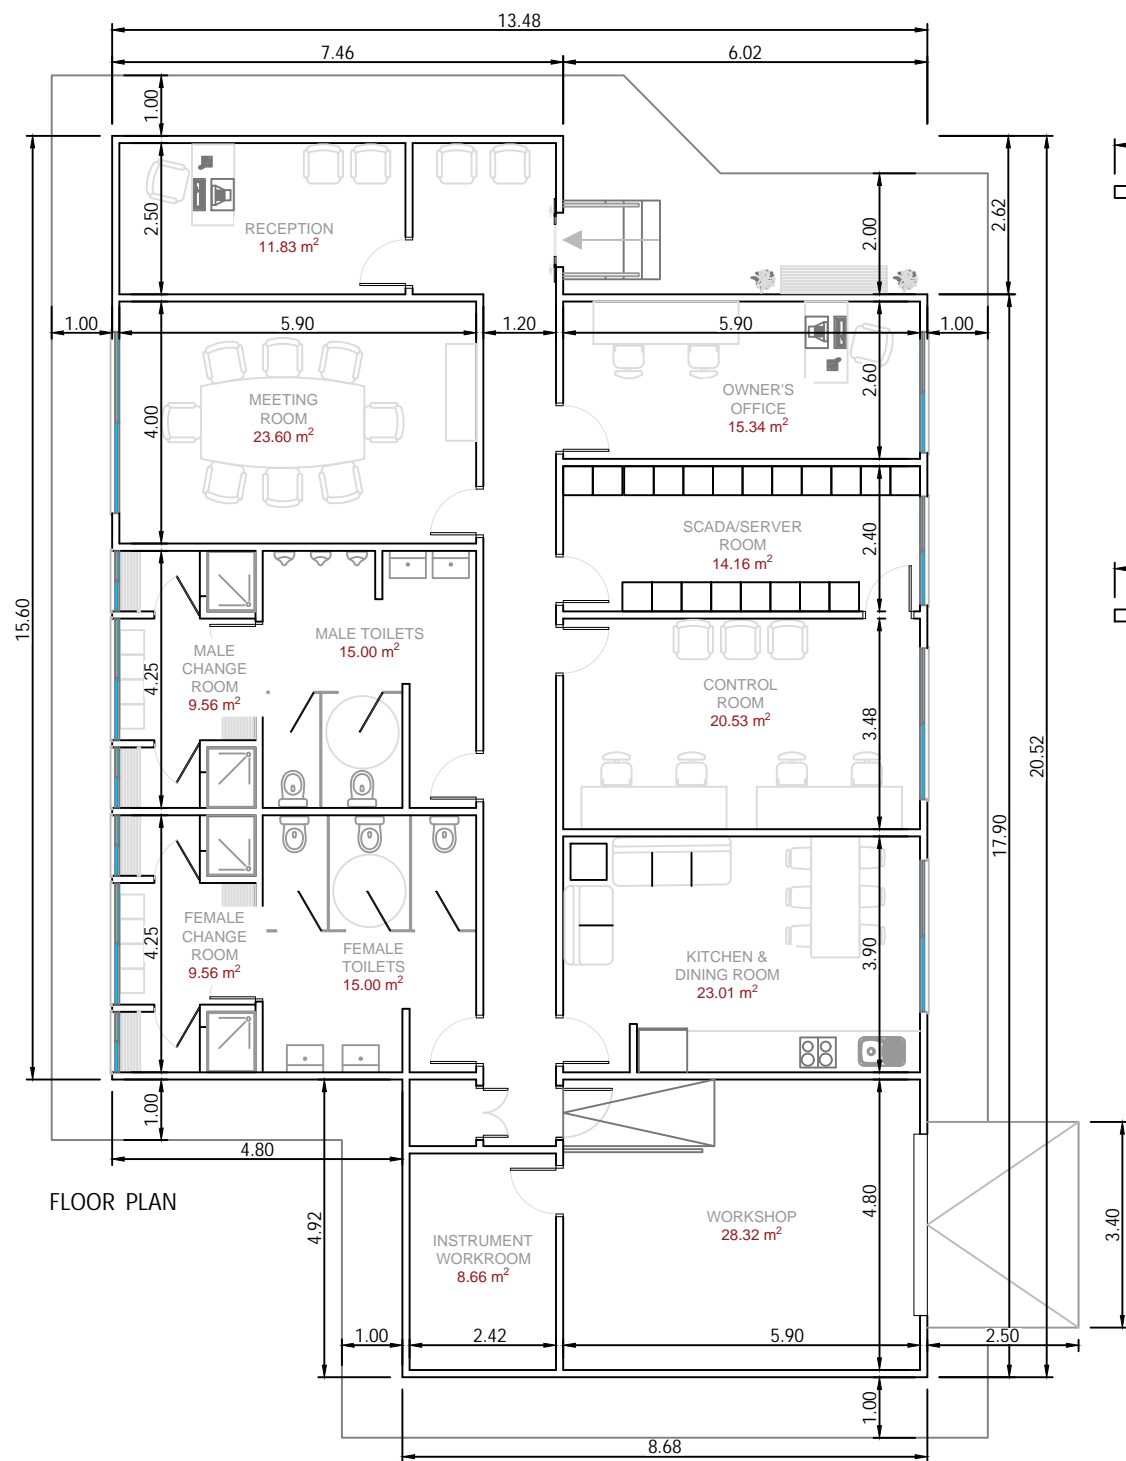 13.48
7.46
6.02
1.00
2.50
RECEPTION
11.83 m²
2.00
2.62
1.00
5.90
1.20
5.90
1.00
4.00
MEETING
ROOM
23.60 m²
2.60
OWNER'S
OFFICE
15.34 m²
SCADA/SERVER
ROOM
14.16 m²
2.40
15.60
MALE TOILETS
15.00 m²
4.25
MALE
CHANGE
ROOM
9.56 m²
CONTROL
ROOM
20.53 m²
3.48
20.52
17.90
4.25
FEMALE
CHANGE
ROOM
9.56 m²
FEMALE
TOILETS
15.00 m²
KITCHEN &
DINING ROOM
23.01 m²
3.90
1.00
4.80
FLOOR PLAN
4.92
INSTRUMENT
WORKROOM
8.66 m²
WORKSHOP
28.32 m²
4.80
3.40
1.00
2.42
5.90
2.50
1.00
8.68